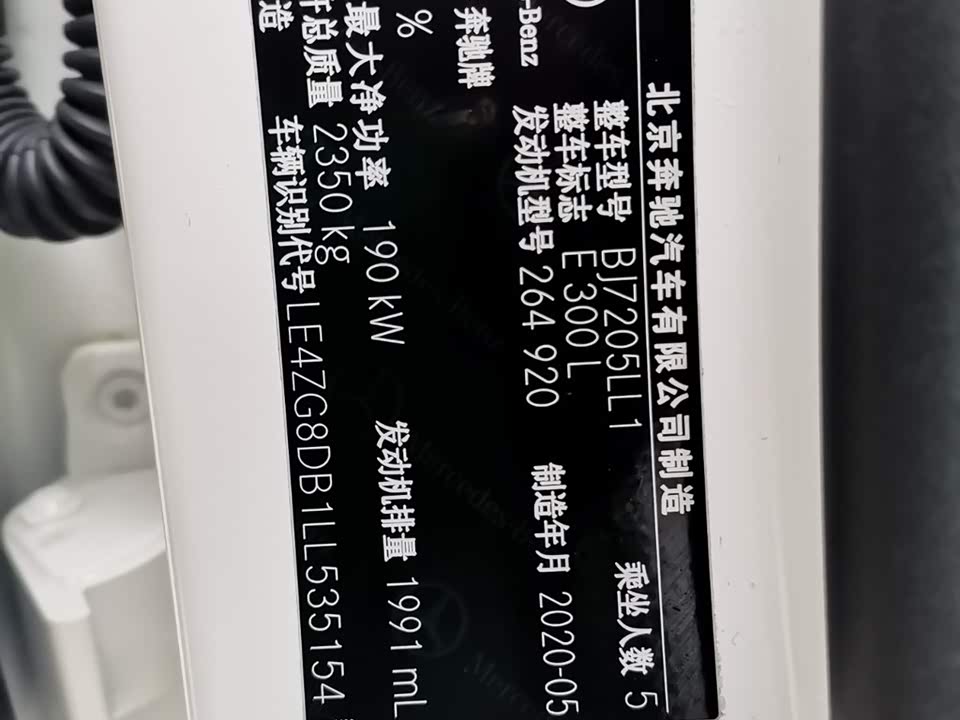 北京奔驰汽车有限公司制造
整车型号 BJ7205LL1 乘坐人数 5
整车标志 E 300 L
-Benz 发动机型号 264 920 制造年月 2020-05
奔驰牌
%
最大净功率 190 kW 发动机排量 1991 mL
许总质量 2350 kg
造 车辆识别代号 LE4ZG8DB1LL535154